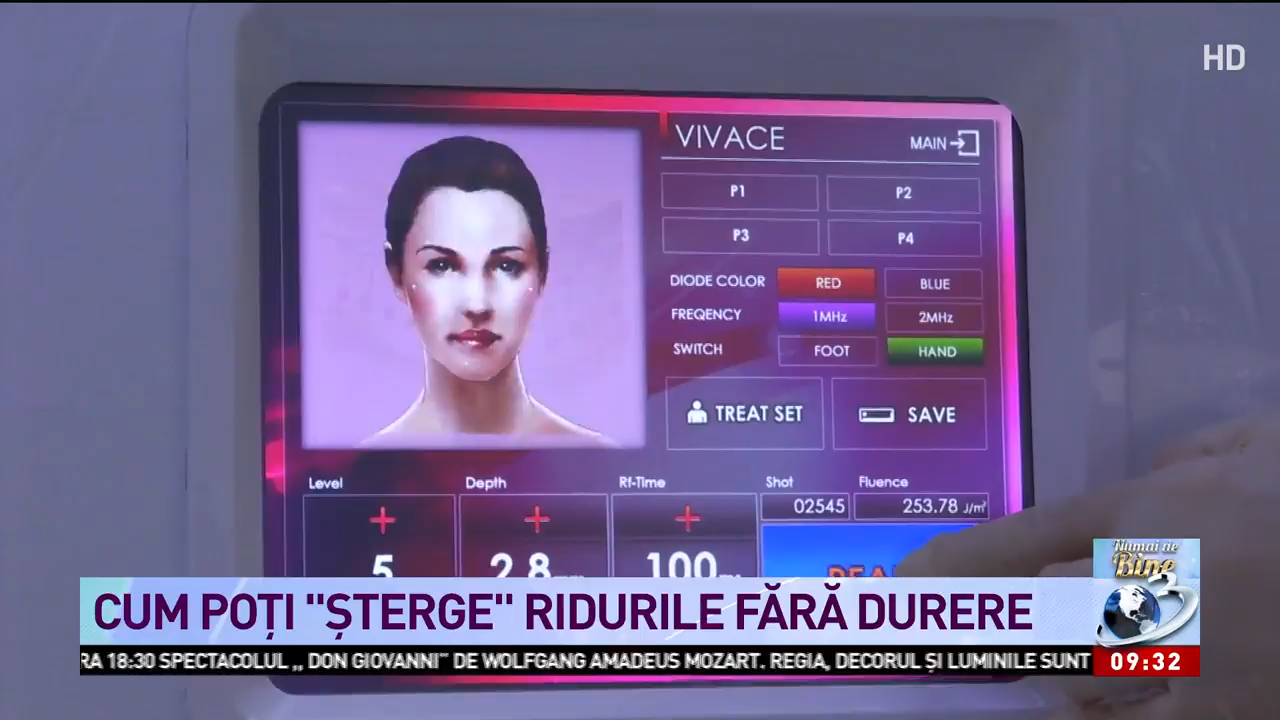 HD
VIVACE
MAIN
P1
P2
P3
P4
DIODE COLOR RED BLUE
FREQENCY 1MHz 2MHz
SWITCH FOOT HAND
TREAT SET
SAVE
Level Depth Rf-Time Shot Fluence
02545 253.78 J/m²
5 2.8 100
Numai de
Bine
3
CUM POȚI "ȘTERGE" RIDURILE FĂRĂ DURERE
RA 18:30 SPECTACOLUL ,, DON GIOVANNI" DE WOLFGANG AMADEUS MOZART. REGIA, DECORUL ȘI LUMINILE SUNT
09:32